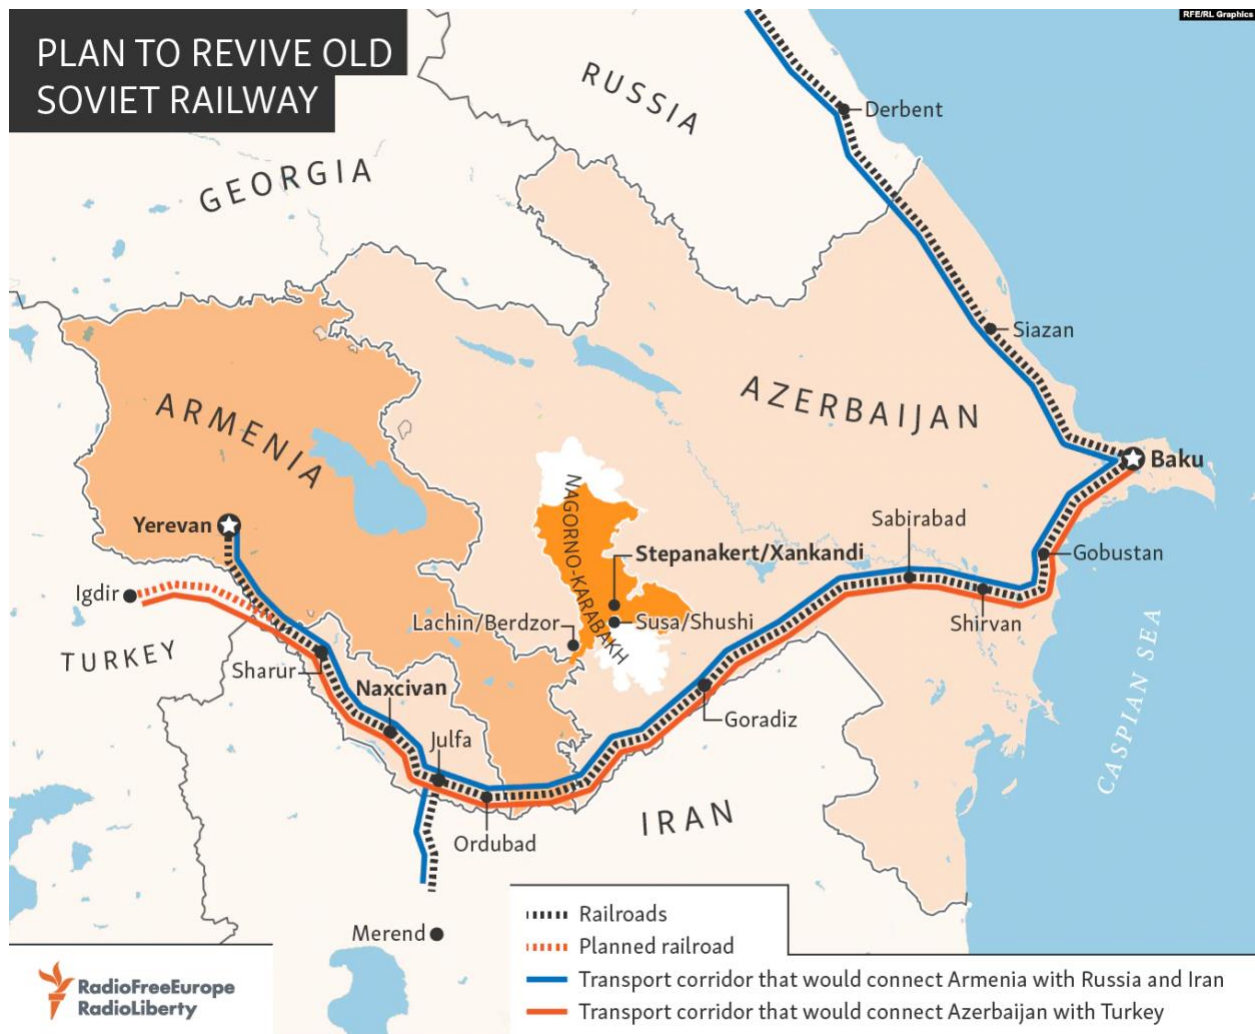 RFE/RL Graphics
PLAN TO REVIVE OLD
SOVIET RAILWAY
RUSSIA
Derbent
GEORGIA
Siazan
AZERBAIJAN
ARMENIA
Baku
NAGORNO-KARABAKH
Yerevan
Sabirabad
Stepanakert/Xankandi
Gobustan
Igdir
Lachin/Berdzor
Susa/Shushi
Shirvan
TURKEY
Sharur
Naxcivan
CASPIAN SEA
Goradiz
Julfa
IRAN
Ordubad
Merend
Railroads
Planned railroad
Transport corridor that would connect Armenia with Russia and Iran
Transport corridor that would connect Azerbaijan with Turkey
RadioFreeEurope
RadioLiberty